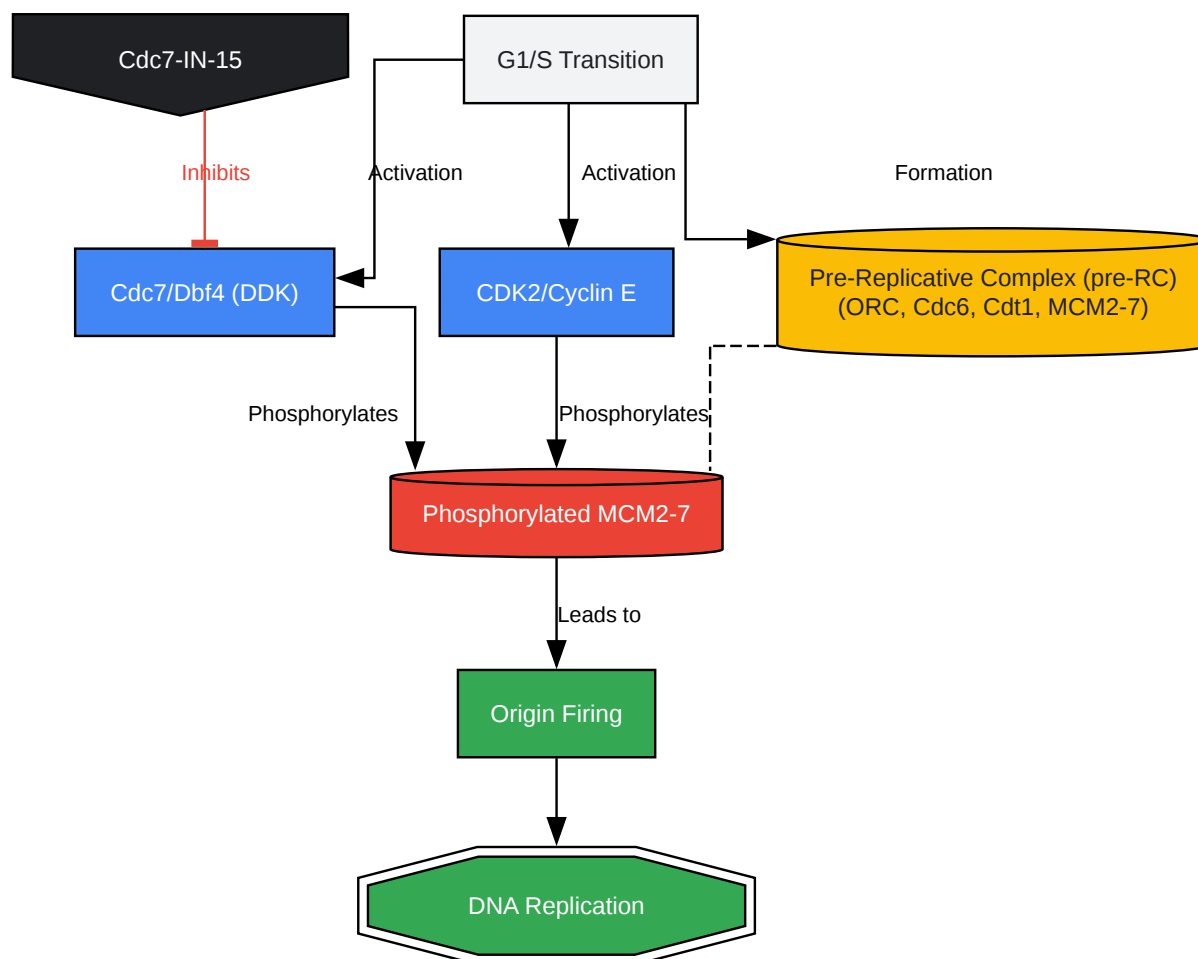 Cdc7-IN-15
G1/S Transition
Inhibits
Activation
Activation
Formation
Cdc7/Dbf4 (DDK)
CDK2/Cyclin E
Pre-Replicative Complex (pre-RC)
(ORC, Cdc6, Cdt1, MCM2-7)
Phosphorylates
Phosphorylates
Phosphorylated MCM2-7
Leads to
Origin Firing
DNA Replication